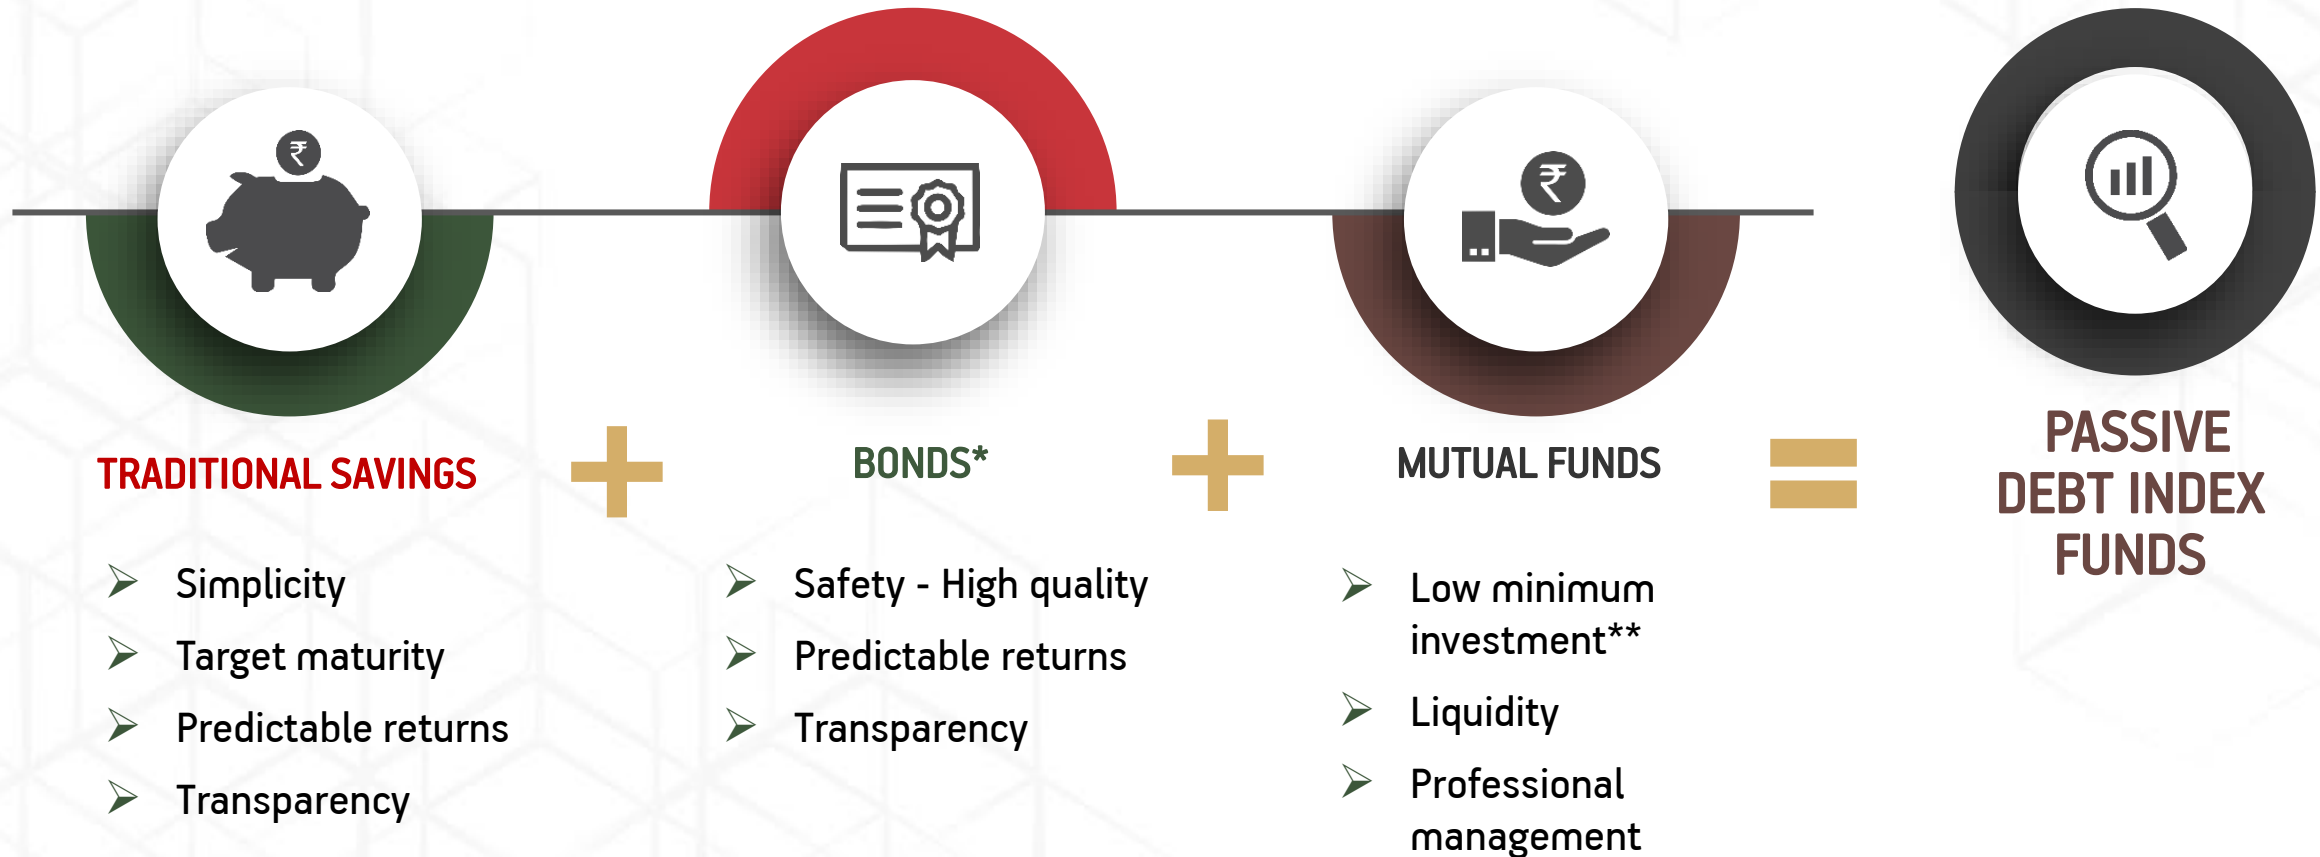 ₹
₹
TRADITIONAL SAVINGS
Simplicity
Target maturity
Predictable returns
Transparency
BONDS*
Safety - High quality
Predictable returns
Transparency
MUTUAL FUNDS
Low minimum
investment**
Liquidity
Professional
management
PASSIVE
DEBT INDEX
FUNDS